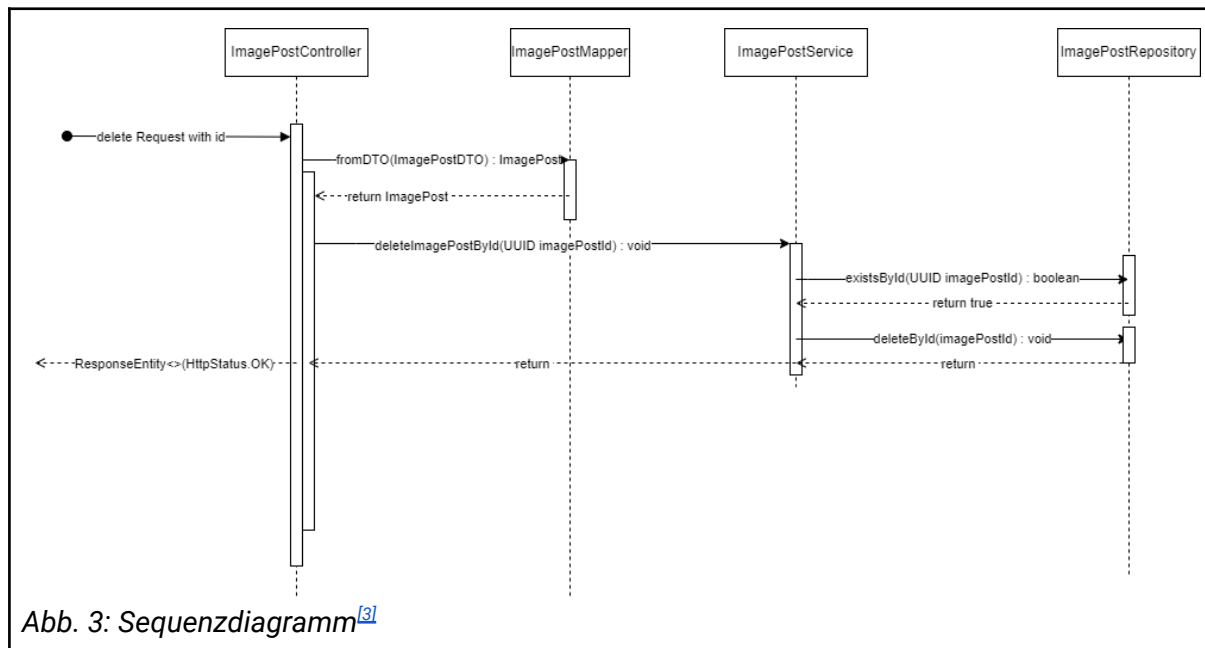 ImagePostController
ImagePostMapper
ImagePostService
ImagePostRepository
delete Request with id
fromDTO(ImagePostDTO) : ImagePost
return ImagePost
deleteImagePostById(UUID imagePostId) : void
existsById(UUID imagePostId) : boolean
return true
deleteById(imagePostId) : void
ResponseEntity<>(HttpStatus.OK)
return
return
Abb. 3: Sequenzdiagramm[3]